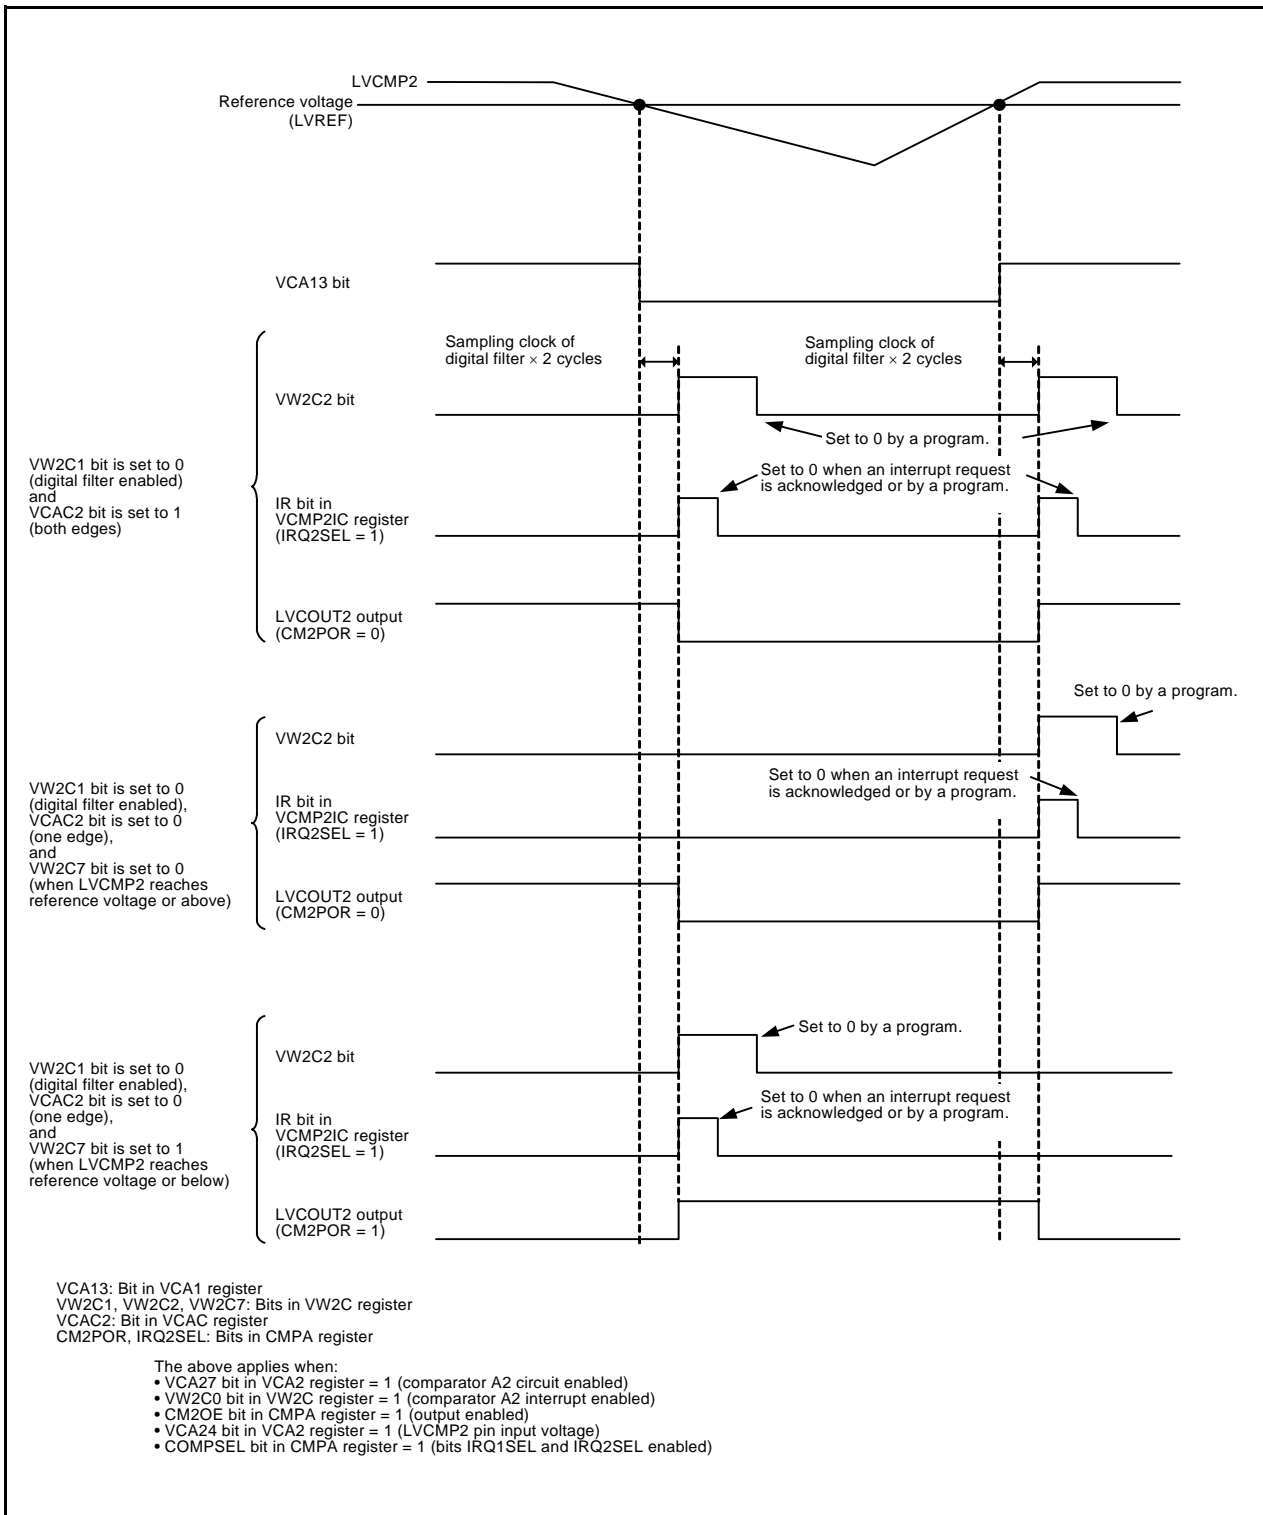 LVCMP2
Reference voltage
(LVREF)
VCA13 bit
Sampling clock of
digital filter × 2 cycles
Sampling clock of
digital filter × 2 cycles
VW2C2 bit
Set to 0 by a program.
VW2C1 bit is set to 0
(digital filter enabled)
and
VCAC2 bit is set to 1
(both edges)
Set to 0 when an interrupt request
is acknowledged or by a program.
IR bit in
VCMP2IC register
(IRQ2SEL = 1)
LVCOUT2 output
(CM2POR = 0)
Set to 0 by a program.
VW2C2 bit
VW2C1 bit is set to 0
(digital filter enabled),
VCAC2 bit is set to 0
(one edge),
and
VW2C7 bit is set to 0
(when LVCMP2 reaches
reference voltage or above)
Set to 0 when an interrupt request
is acknowledged or by a program.
IR bit in
VCMP2IC register
(IRQ2SEL = 1)
LVCOUT2 output
(CM2POR = 0)
Set to 0 by a program.
VW2C2 bit
VW2C1 bit is set to 0
(digital filter enabled),
VCAC2 bit is set to 0
(one edge),
and
VW2C7 bit is set to 1
(when LVCMP2 reaches
reference voltage or below)
Set to 0 when an interrupt request
is acknowledged or by a program.
IR bit in
VCMP2IC register
(IRQ2SEL = 1)
LVCOUT2 output
(CM2POR = 1)
VCA13: Bit in VCA1 register
VW2C1, VW2C2, VW2C7: Bits in VW2C register
VCAC2: Bit in VCAC register
CM2POR, IRQ2SEL: Bits in CMPA register
The above applies when:
• VCA27 bit in VCA2 register = 1 (comparator A2 circuit enabled)
• VW2C0 bit in VW2C register = 1 (comparator A2 interrupt enabled)
• CM2OE bit in CMPA register = 1 (output enabled)
• VCA24 bit in VCA2 register = 1 (LVCMP2 pin input voltage)
• COMPSEL bit in CMPA register = 1 (bits IRQ1SEL and IRQ2SEL enabled)